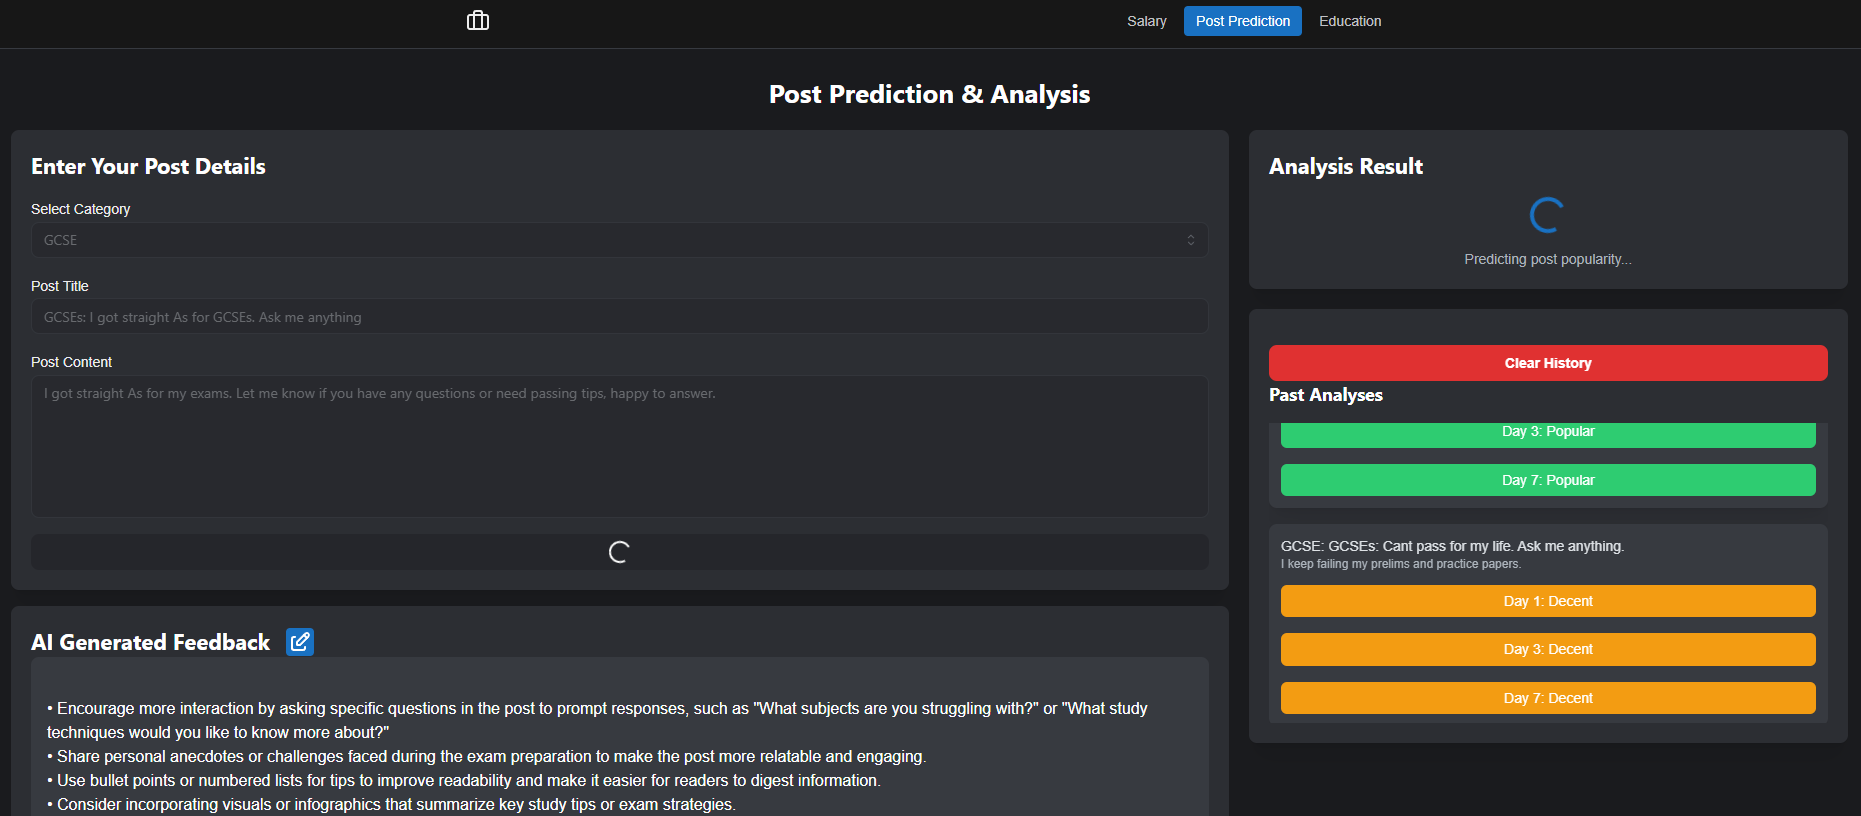 Salary
Post Prediction
Education
Post Prediction & Analysis
Enter Your Post Details
Select Category
GCSE
Post Title
GCSEs: I got straight As for GCSEs. Ask me anything
Post Content
I got straight As for my exams. Let me know if you have any questions or need passing tips, happy to answer.
AI Generated Feedback
• Encourage more interaction by asking specific questions in the post to prompt responses, such as "What subjects are you struggling with?" or "What study
techniques would you like to know more about?"
• Share personal anecdotes or challenges faced during the exam preparation to make the post more relatable and engaging.
• Use bullet points or numbered lists for tips to improve readability and make it easier for readers to digest information.
• Consider incorporating visuals or infographics that summarize key study tips or exam strategies.
Analysis Result
Predicting post popularity...
Clear History
Past Analyses
Day 3: Popular
Day 7: Popular
GCSE: GCSEs: Cant pass for my life. Ask me anything.
I keep failing my prelims and practice papers.
Day 1: Decent
Day 3: Decent
Day 7: Decent